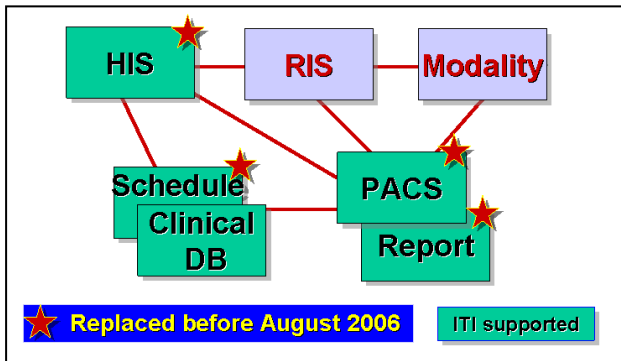 HIS
RIS
Modality
Schedule
Clinical
DB
PACS
Report
Replaced before August 2006
ITI supported